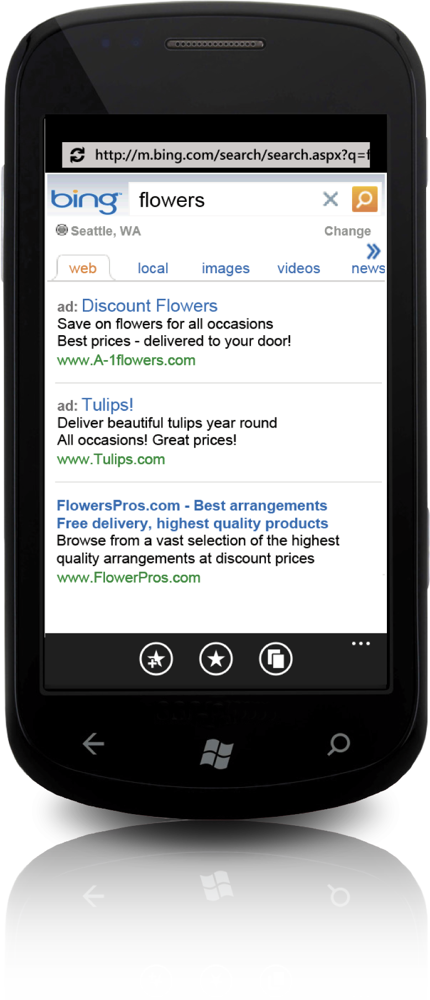 http://m.bing.com/search/search.aspx?q=f
bing™ flowers
Seattle, WA Change
web local images videos news
ad: Discount Flowers
Save on flowers for all occasions
Best prices - delivered to your door!
www.A-1flowers.com
ad: Tulips!
Deliver beautiful tulips year round
All occasions! Great prices!
www.Tulips.com
FlowersPros.com - Best arrangements
Free delivery, highest quality products
Browse from a vast selection of the highest
quality arrangements at discount prices
www.FlowerPros.com